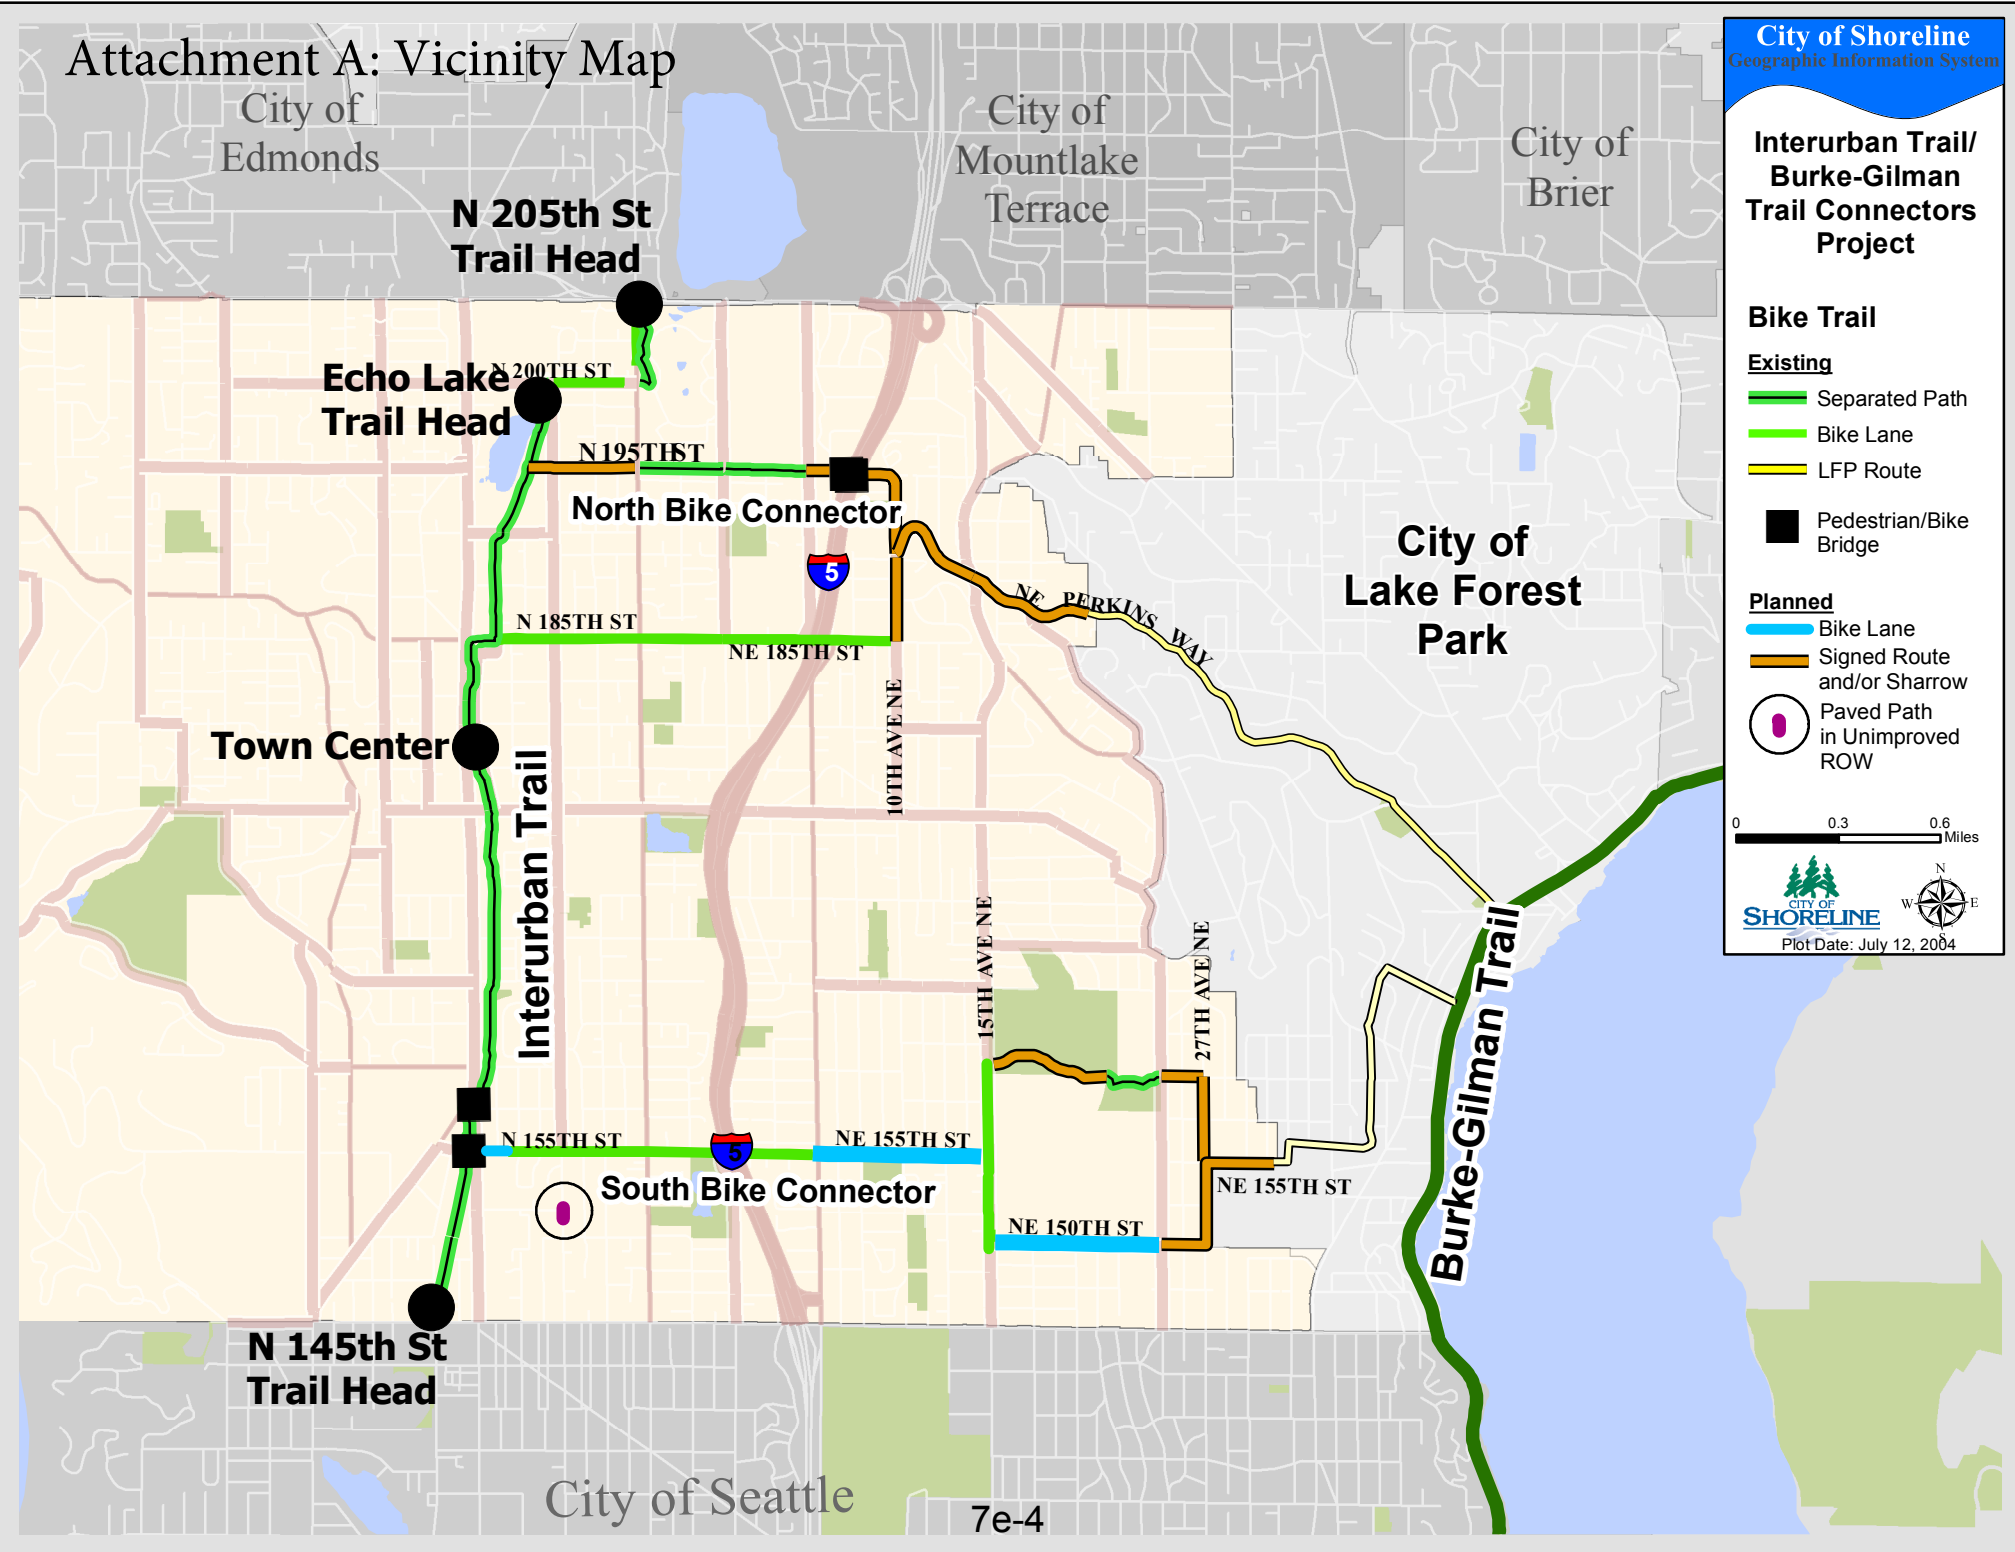 Attachment A: Vicinity Map
City of
Edmonds
City of
Mountlake
Terrace
City of
Brier
N 205th St
Trail Head
N 200TH ST
Echo Lake
Trail Head
N 195TH ST
North Bike Connector
5
NE PERKINS WAY
City of
Lake Forest
Park
N 185TH ST
NE 185TH ST
10TH AVE NE
Town Center
Interurban Trail
15TH AVE NE
27TH AVE NE
Burke-Gilman Trail
N 155TH ST
5
NE 155TH ST
South Bike Connector
NE 155TH ST
NE 150TH ST
N 145th St
Trail Head
City of Seattle
7e-4
City of Shoreline
Geographic Information System
Interurban Trail/
Burke-Gilman
Trail Connectors
Project
Bike Trail
Existing
Separated Path
Bike Lane
LFP Route
Pedestrian/Bike
Bridge
Planned
Bike Lane
Signed Route
and/or Sharrow
Paved Path
in Unimproved
ROW
0 0.3 0.6
Miles
CITY OF
SHORELINE
N
W E
S
Plot Date: July 12, 2004